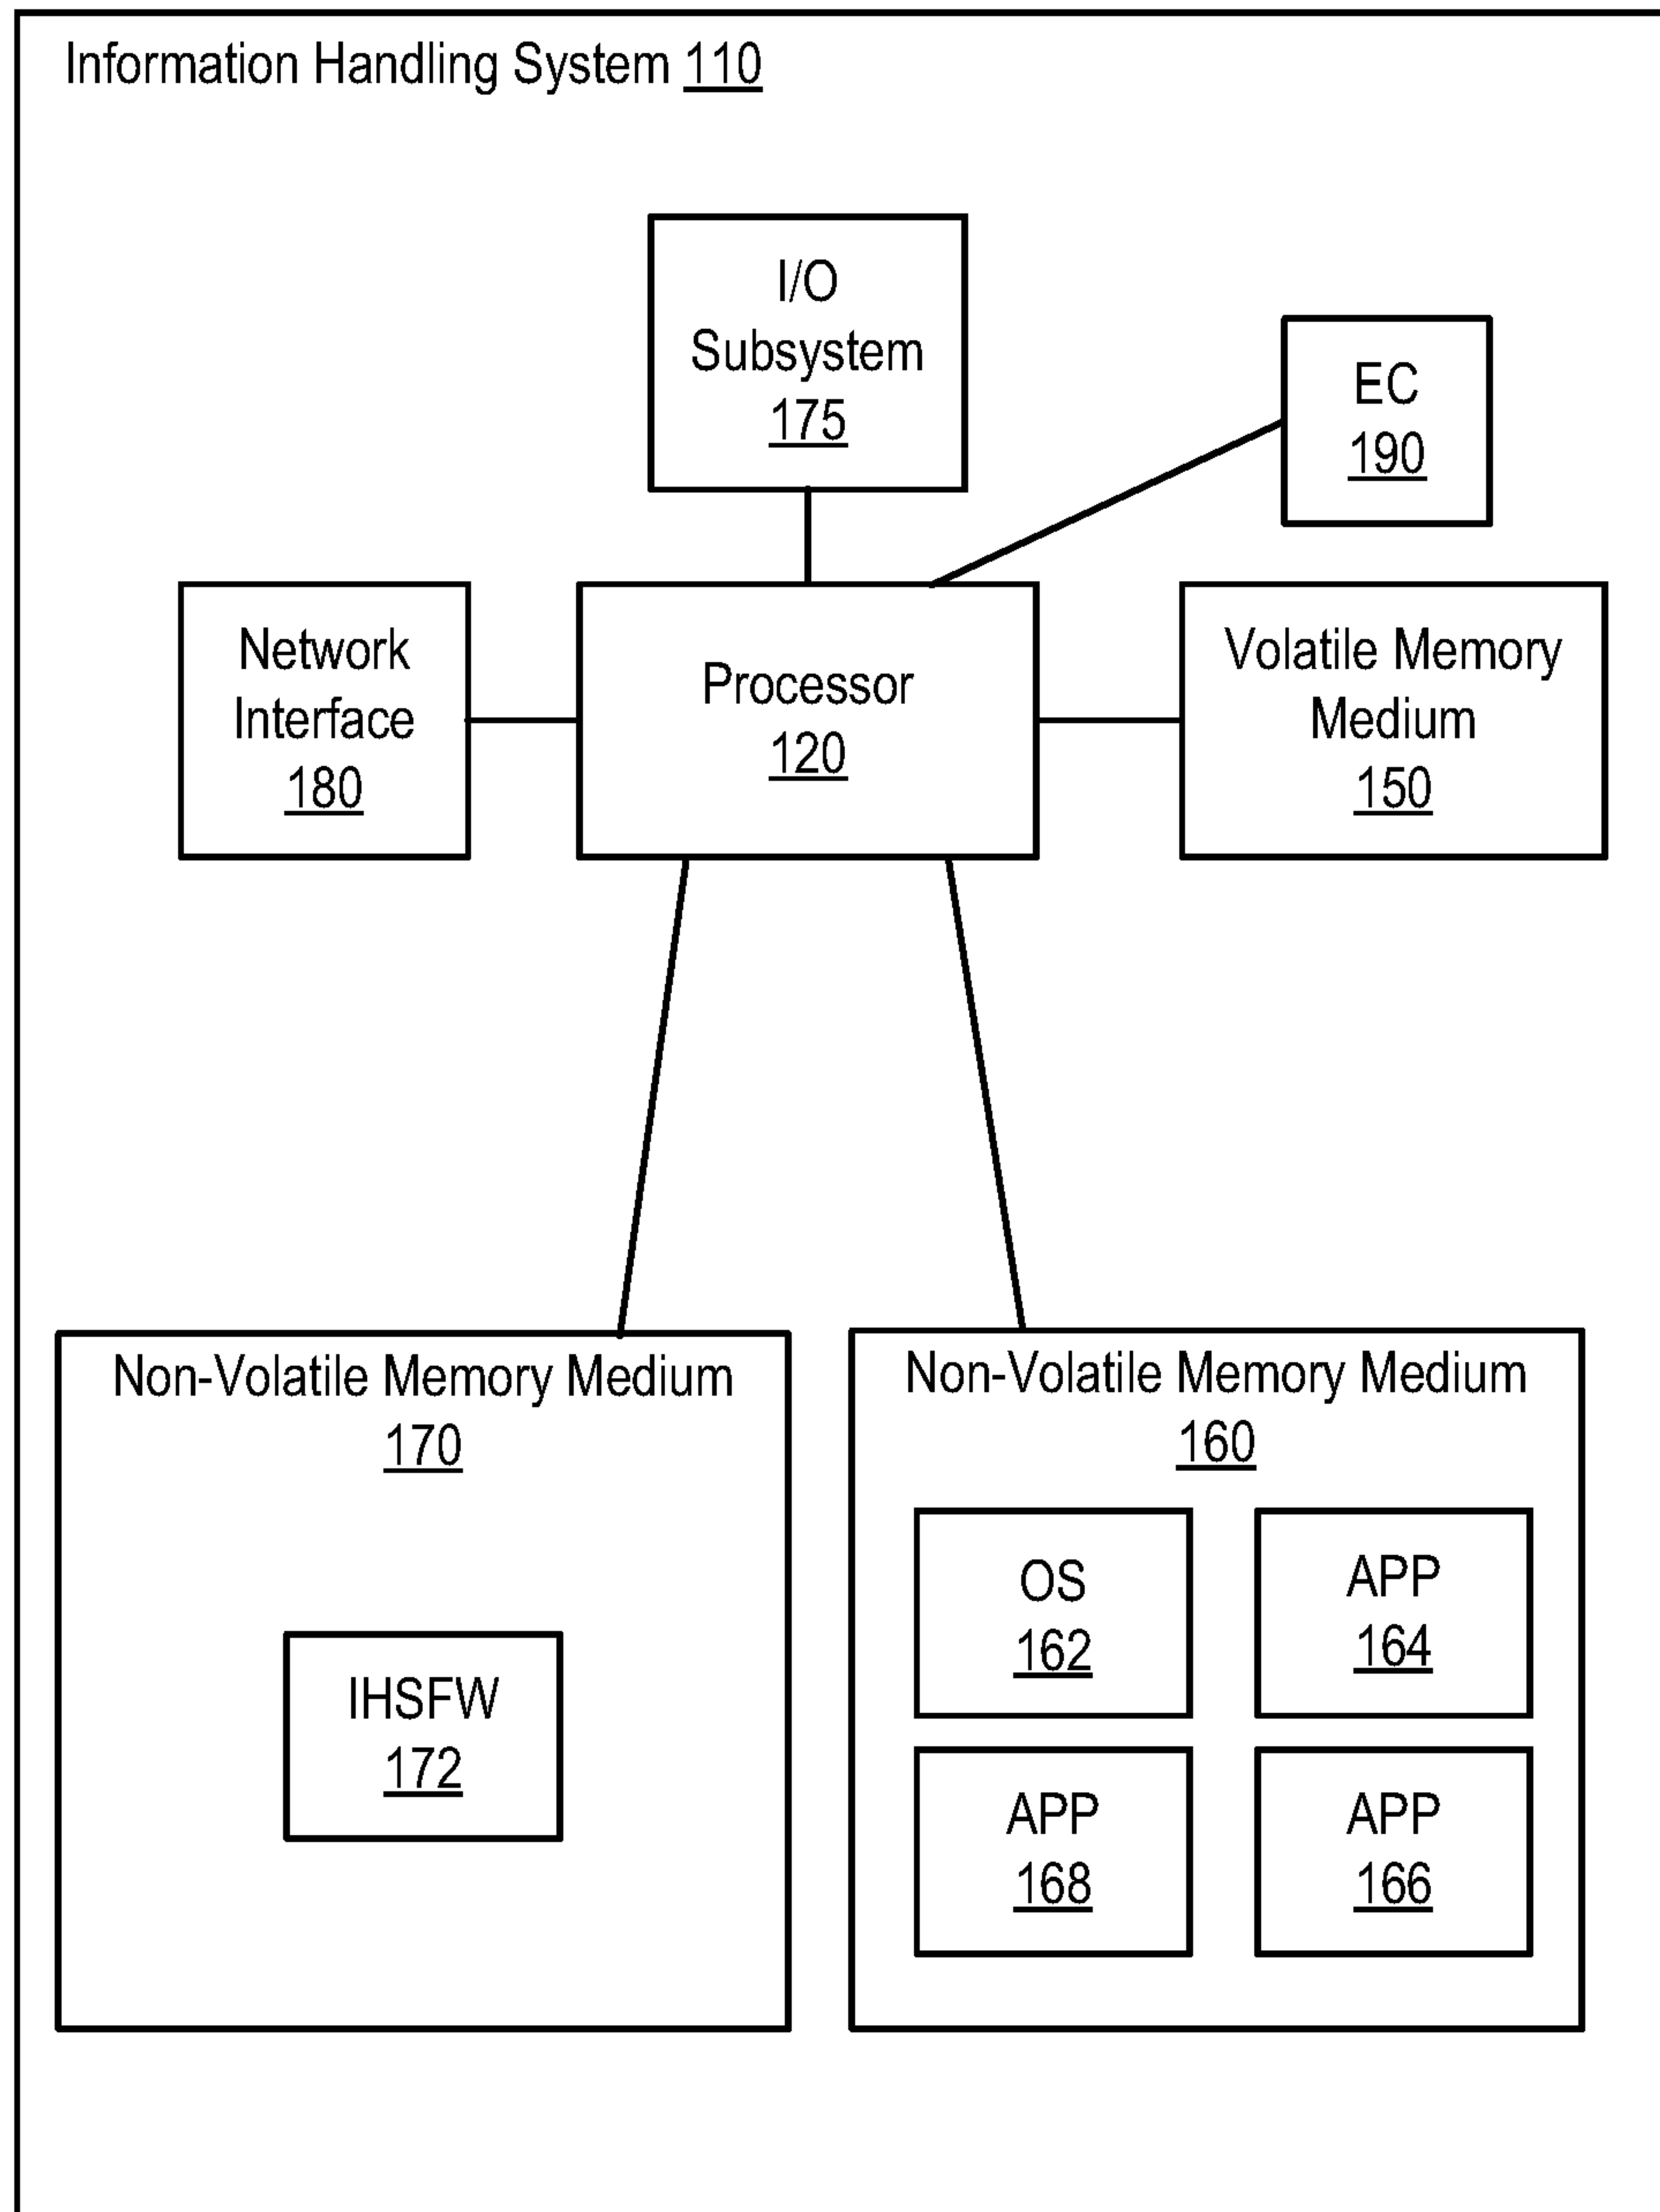 Information Handling System 110
I/O
Subsystem
175
EC
190
Network
Interface
180
Processor
120
Volatile Memory
Medium
150
Non-Volatile Memory Medium
170
IHSFW
172
Non-Volatile Memory Medium
160
OS
162
APP
164
APP
168
APP
166